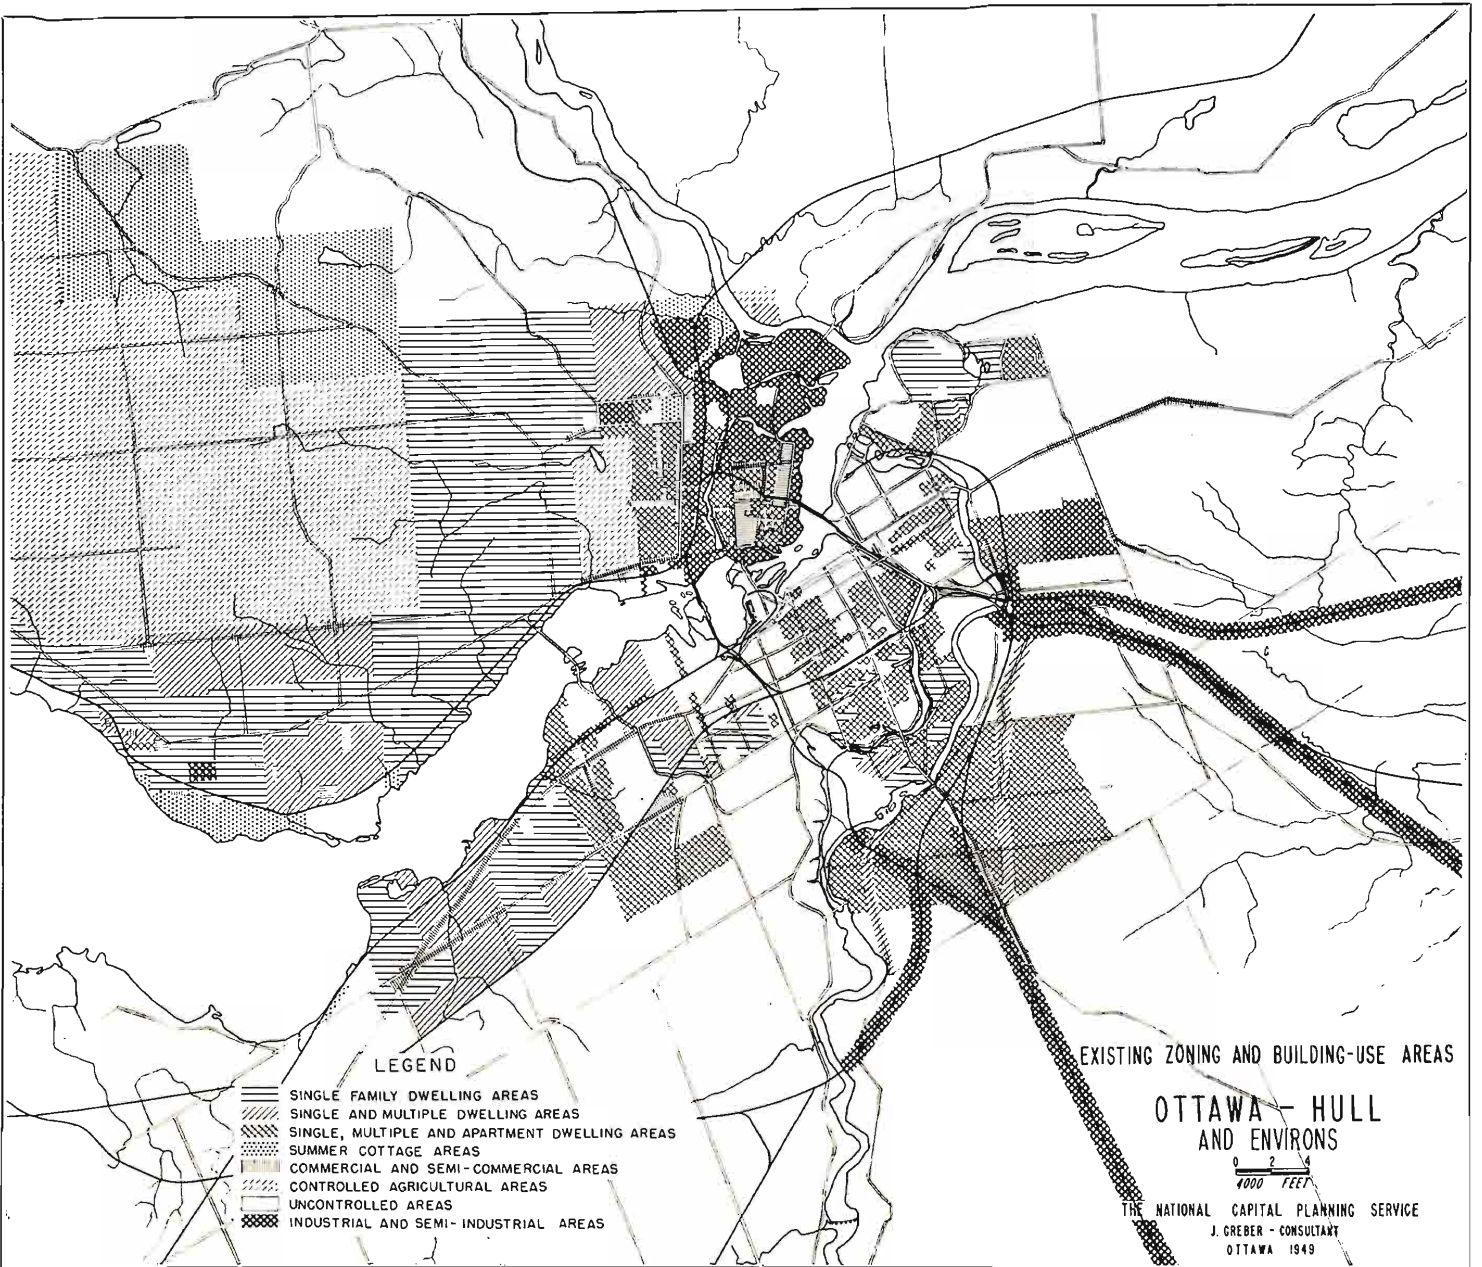 LEGEND
SINGLE FAMILY DWELLING AREAS
SINGLE AND MULTIPLE DWELLING AREAS
SINGLE, MULTIPLE AND APARTMENT DWELLING AREAS
SUMMER COTTAGE AREAS
COMMERCIAL AND SEMI-COMMERCIAL AREAS
CONTROLLED AGRICULTURAL AREAS
UNCONTROLLED AREAS
INDUSTRIAL AND SEMI-INDUSTRIAL AREAS
EXISTING ZONING AND BUILDING-USE AREAS
OTTAWA - HULL
AND ENVIRONS
0 2 4
4000 FEET
THE NATIONAL CAPITAL PLANNING SERVICE
J. GREBER - CONSULTANT
OTTAWA 1949